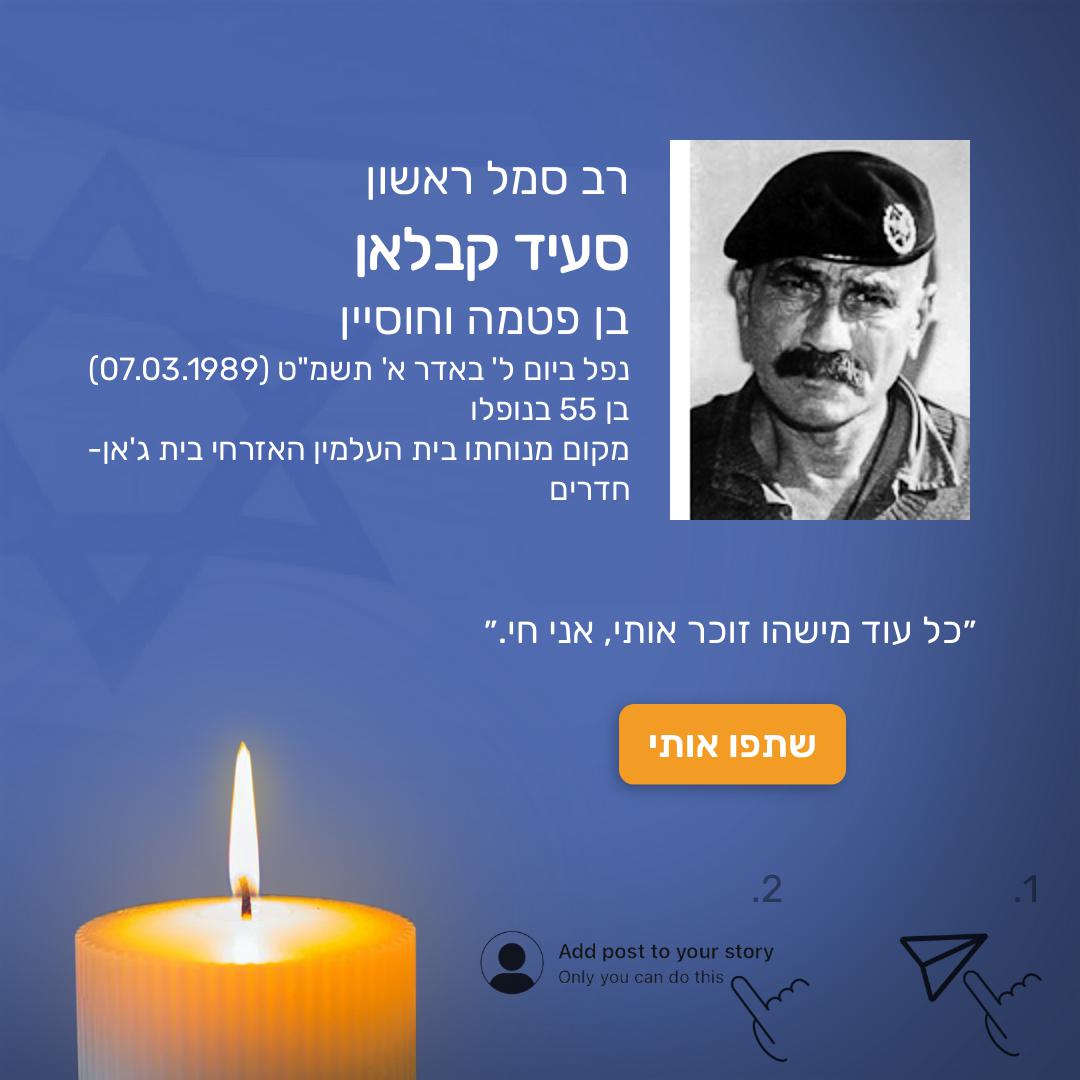 רב סמל ראשון
סעיד קבלאן
בן פטמה וחוסיין
נפל ביום ל' באדר א' תשמ"ט (07.03.1989)
בן 55 בנופלו
מקום מנוחתו בית העלמין האזרחי בית ג'אן-
חדרים
״כל עוד מישהו זוכר אותי, אני חי.״
שתפו אותי
.1
.2
Add post to your story
Only you can do this